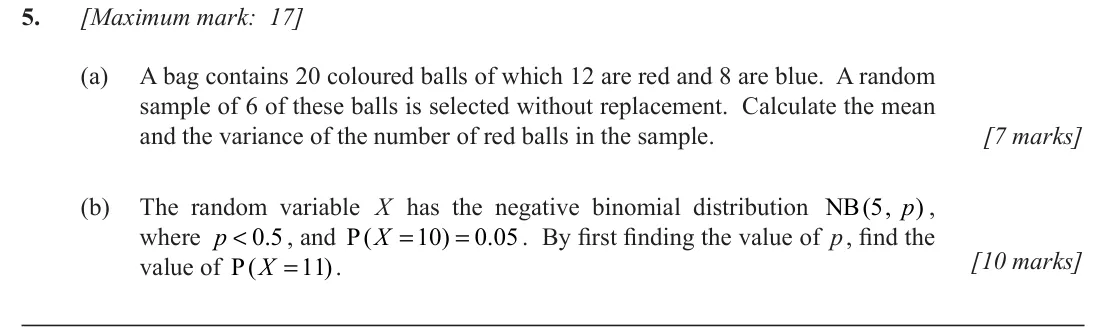 5. [Maximum mark: 17]
(a) A bag contains 20 coloured balls of which 12 are red and 8 are blue. A random
sample of 6 of these balls is selected without replacement. Calculate the mean
and the variance of the number of red balls in the sample. [7 marks]
(b) The random variable X has the negative binomial distribution NB(5, p),
where p < 0.5, and P(X = 10) = 0.05. By first finding the value of p, find the
value of P(X = 11). [10 marks]